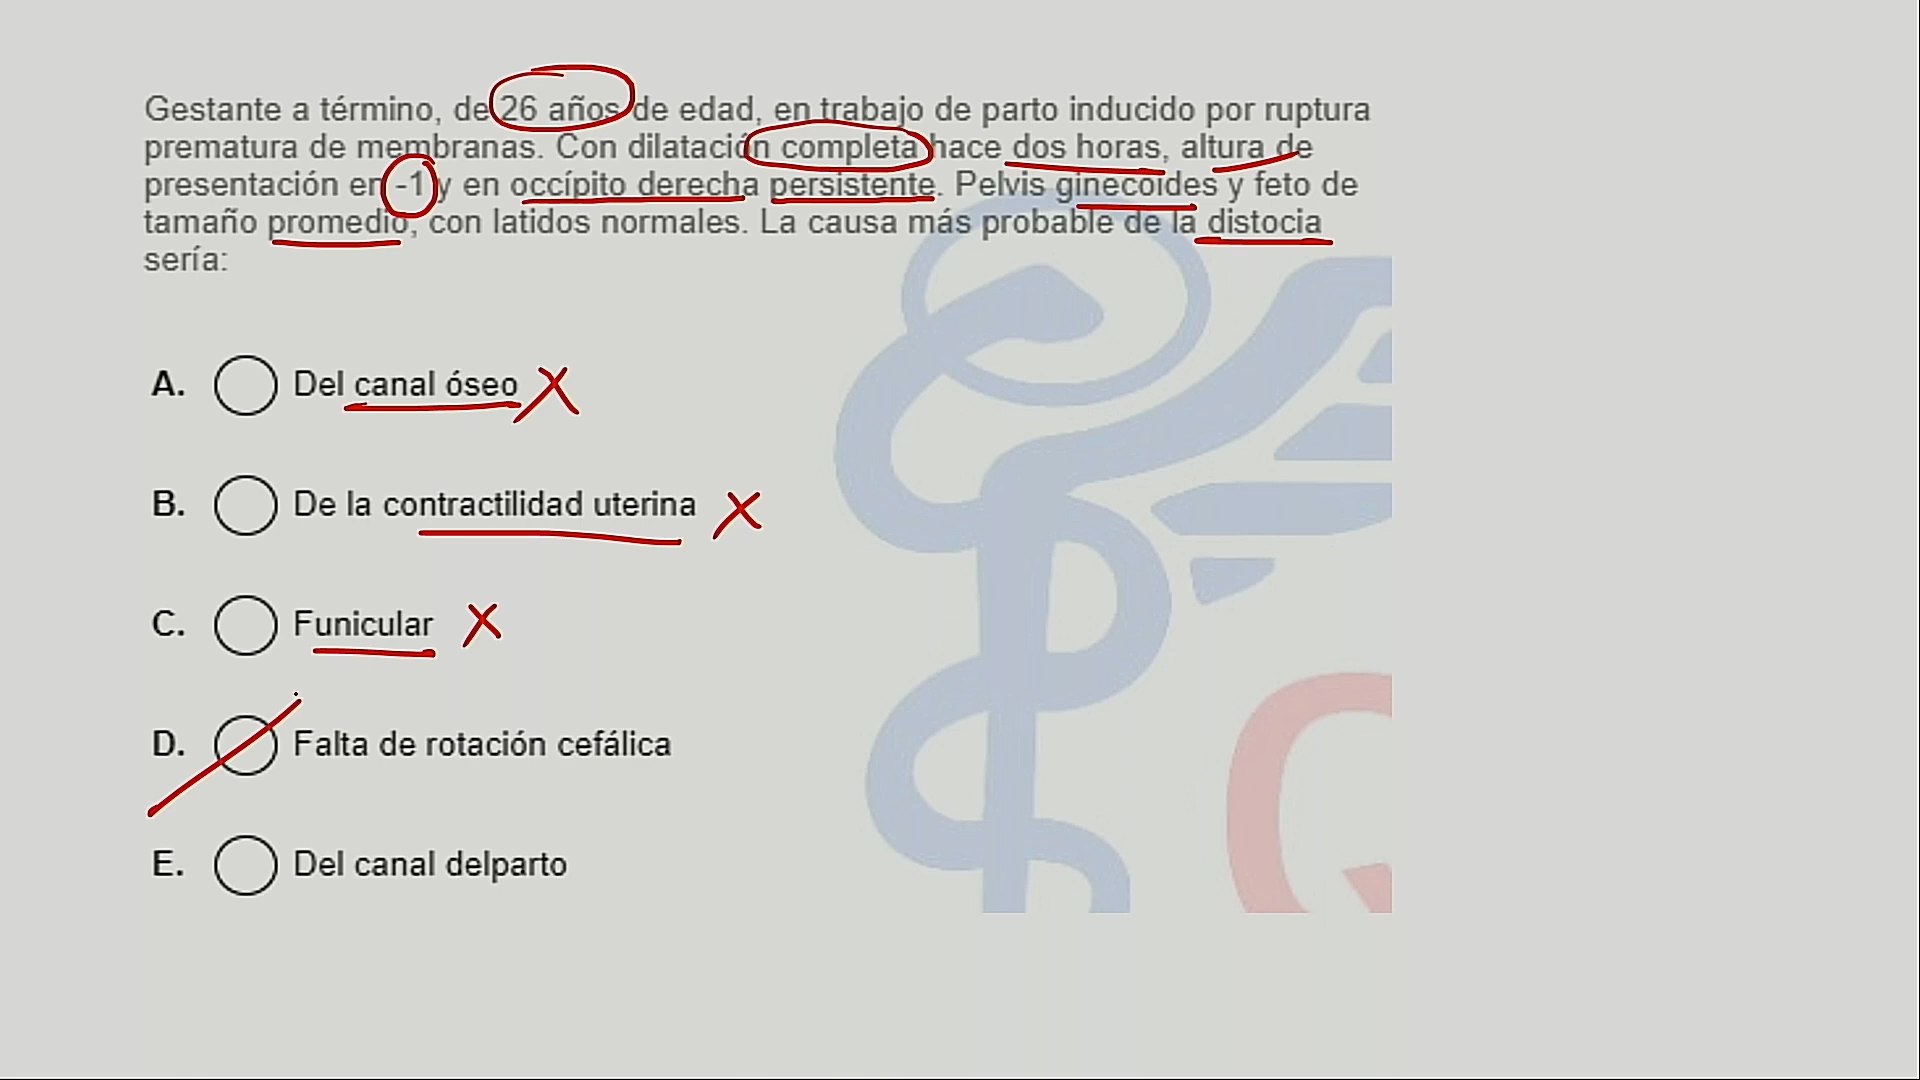 Gestante a término, de 26 años de edad, en trabajo de parto inducido por ruptura
prematura de membranas. Con dilatación completa hace dos horas, altura de
presentación en -1 y en occípito derecha persistente. Pelvis ginecoides y feto de
tamaño promedio, con latidos normales. La causa más probable de la distocia
sería:
A. Del canal óseo
B. De la contractilidad uterina
C. Funicular
D. Falta de rotación cefálica
E. Del canal delparto